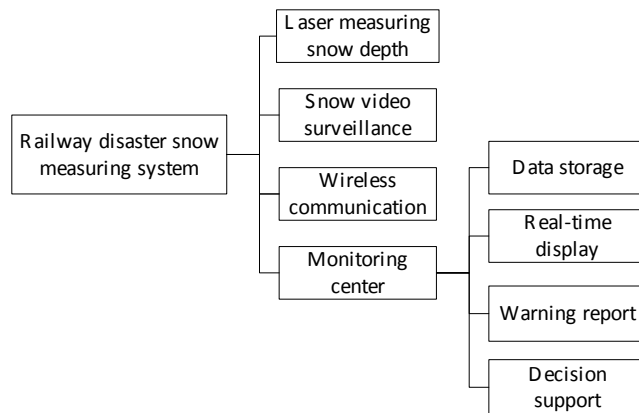 Laser measuring
snow depth
Snow video
surveillance
Railway disaster snow
measuring system
Wireless
communication
Monitoring
center
Data storage
Real-time
display
Warning report
Decision
support